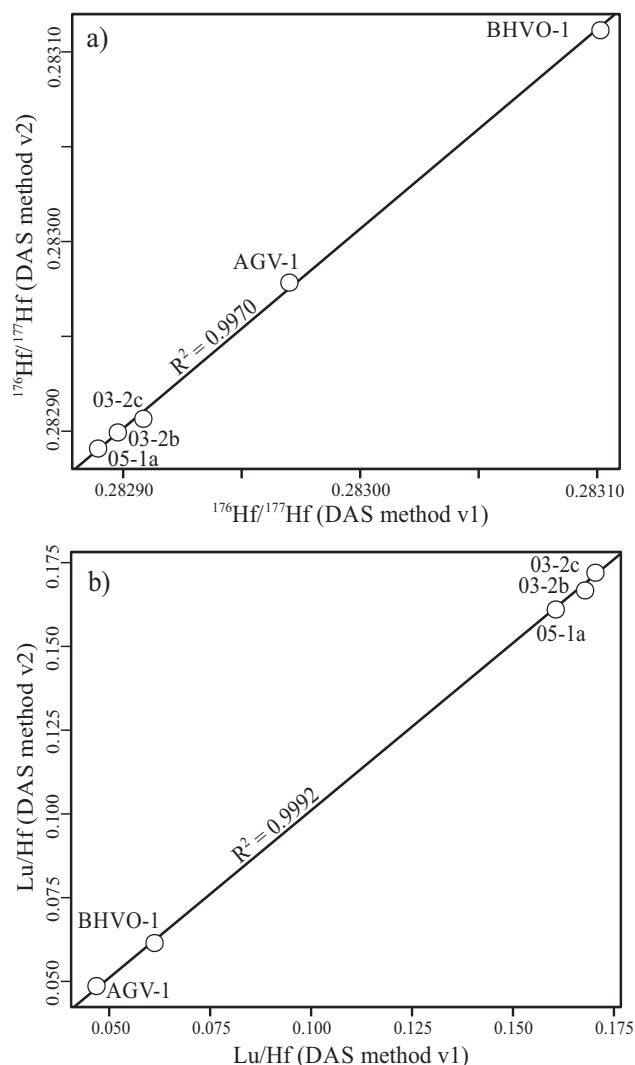 a)
BHVO-1
0.28310
¹⁷⁶Hf/¹⁷⁷Hf (DAS method v2)
0.28300
AGV-1
R² = 0.9970
03-2c
0.28290
03-2b
05-1a
0.28290 0.28300 0.28310
¹⁷⁶Hf/¹⁷⁷Hf (DAS method v1)
b)
0.175
03-2c
03-2b
05-1a
0.150
Lu/Hf (DAS method v2)
0.125
0.100
R² = 0.9992
0.075
BHVO-1
0.050
AGV-1
0.050 0.075 0.100 0.125 0.150 0.175
Lu/Hf (DAS method v1)